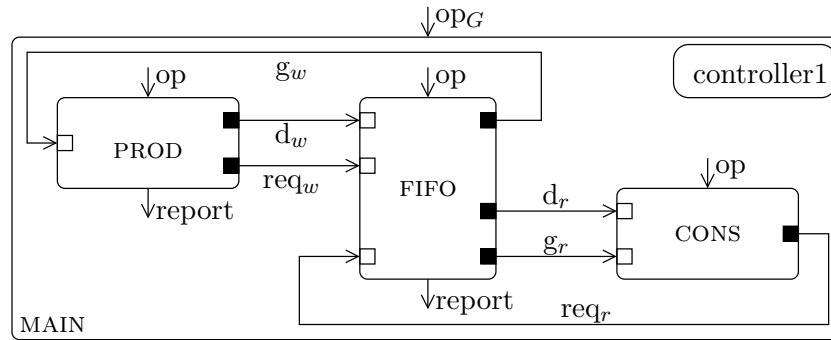 op_G
g_w
controller1
op
op
d_w
PROD
req_w
op
FIFO
report
d_r
CONS
g_r
report
req_r
MAIN